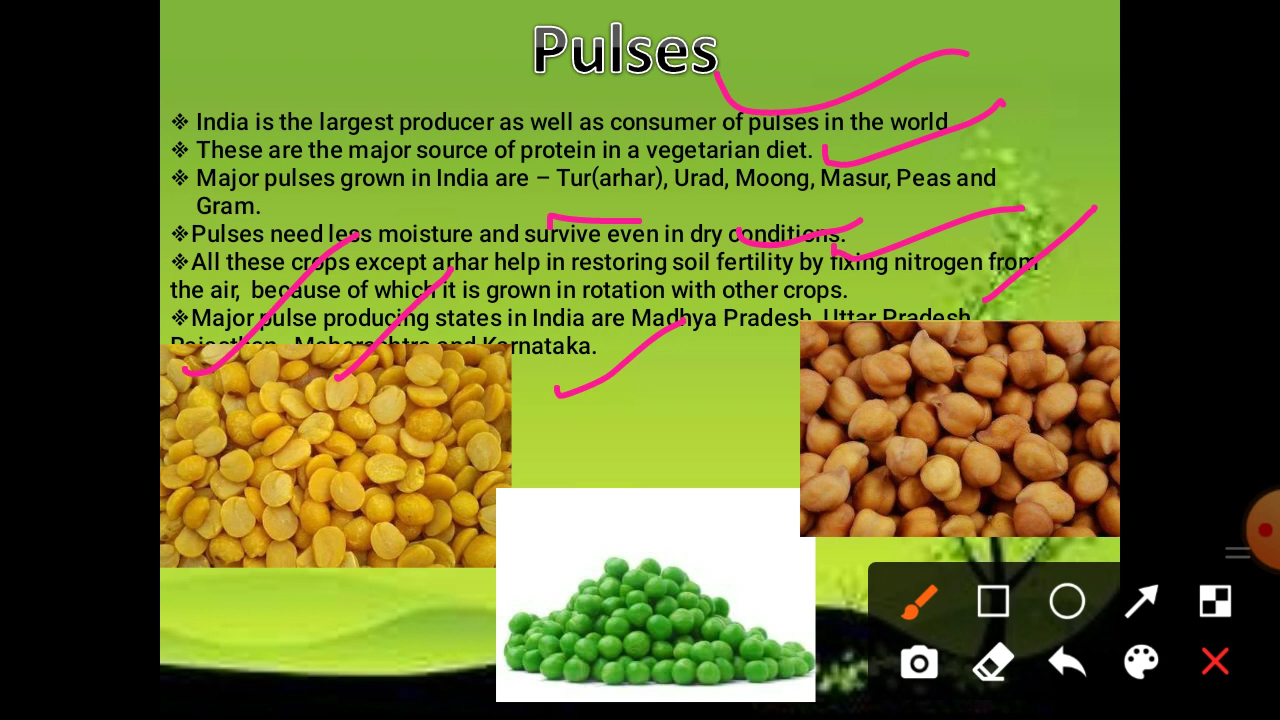 Pulses
❖ India is the largest producer as well as consumer of pulses in the world
❖ These are the major source of protein in a vegetarian diet.
❖ Major pulses grown in India are – Tur(arhar), Urad, Moong, Masur, Peas and
Gram.
❖Pulses need less moisture and survive even in dry conditions.
❖All these crops except arhar help in restoring soil fertility by fixing nitrogen from
the air, because of which it is grown in rotation with other crops.
❖Major pulse producing states in India are Madhya Pradesh, Uttar Pradesh,
Rajasthan, Maharashtra and Karnataka.